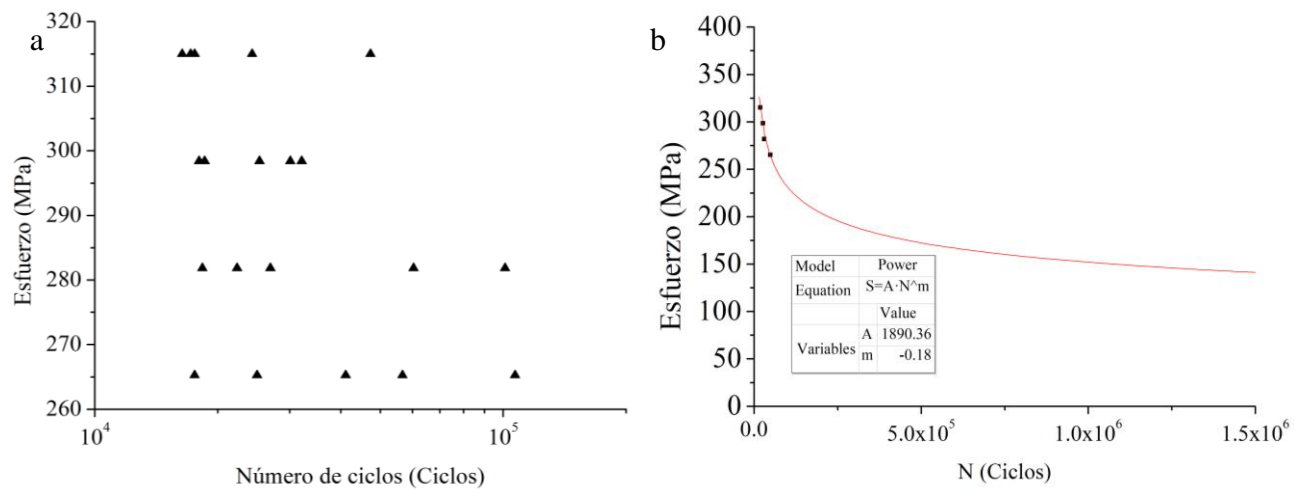 a
320
310
300
290
280
270
260
Esfuerzo (MPa)
10^4
10^5
Número de ciclos (Ciclos)
b
400
350
300
250
200
150
100
50
0
Esfuerzo (MPa)
Model Power
Equation S=A·N^m
Value
Variables A 1890.36
m -0.18
0.0
5.0x10^5
1.0x10^6
1.5x10^6
N (Ciclos)